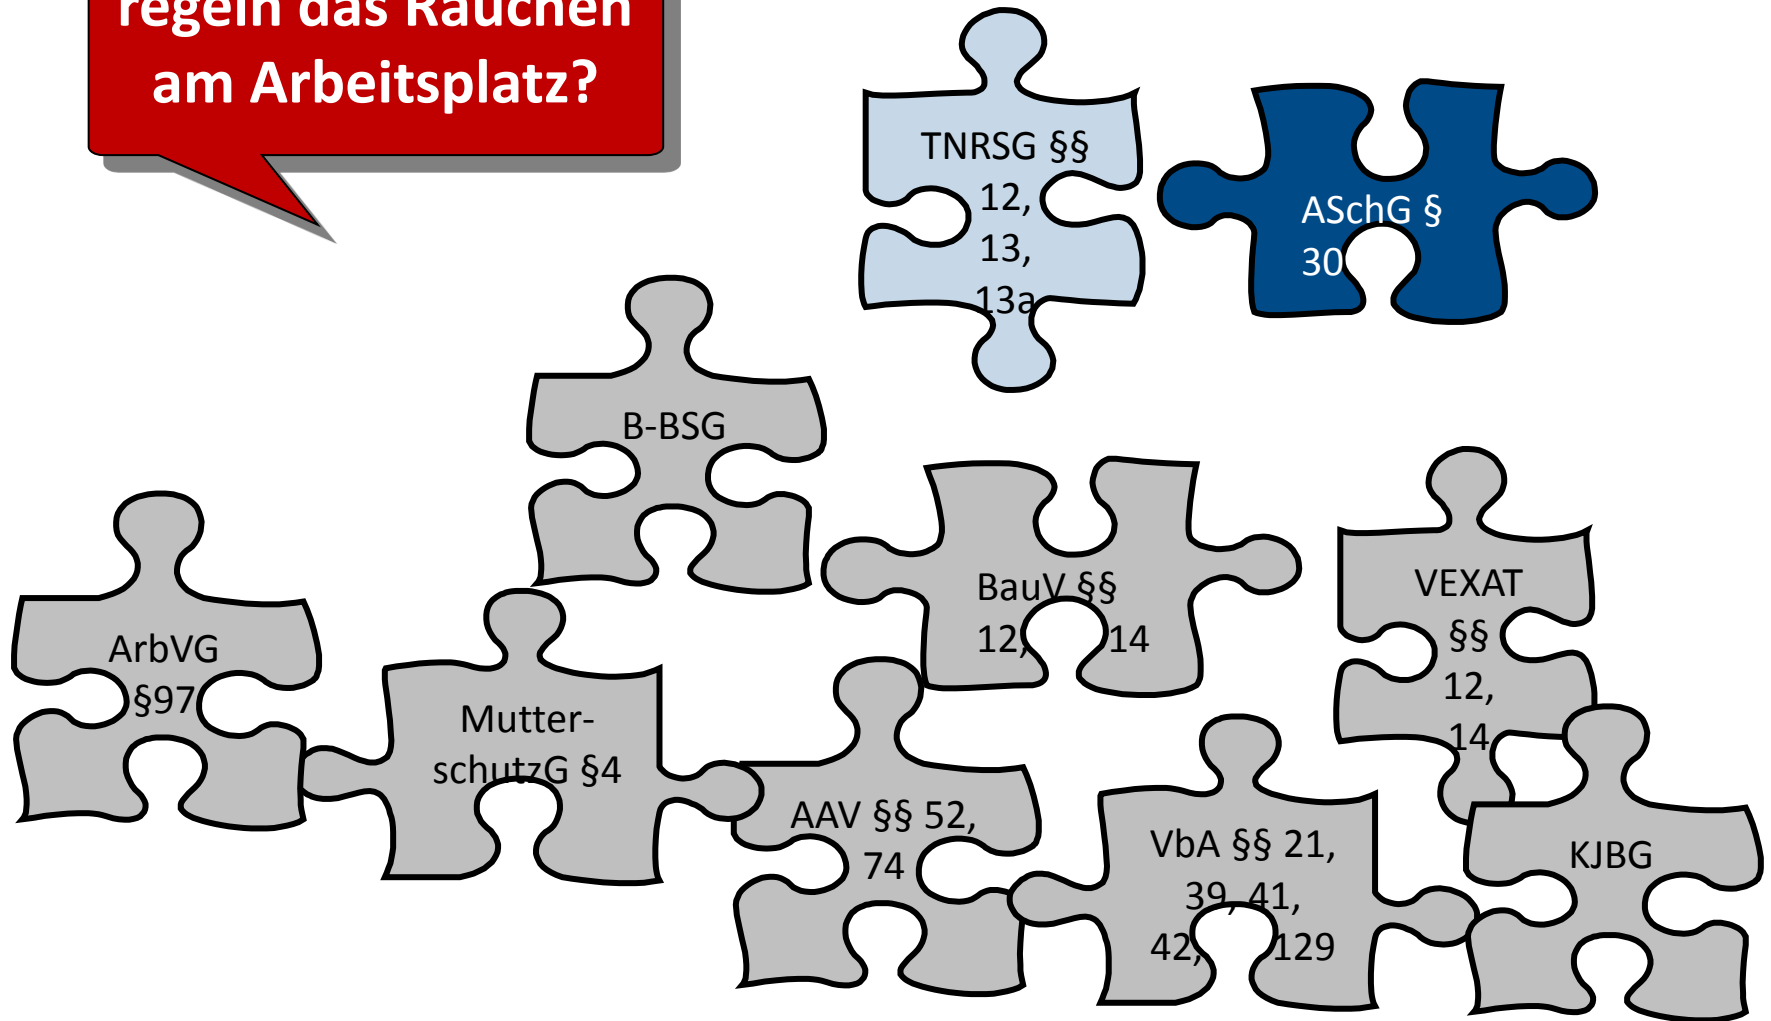 regeln das Rauchen
am Arbeitsplatz?
TNRSG §§
12,
13,
13a
ASchG §
30
B-BSG
BauV §§
12, 14
VEXAT
§§
12,
14
ArbVG
§97
Mutter-
schutzG §4
AAV §§ 52,
74
VbA §§ 21,
39, 41,
42, 129
KJBG